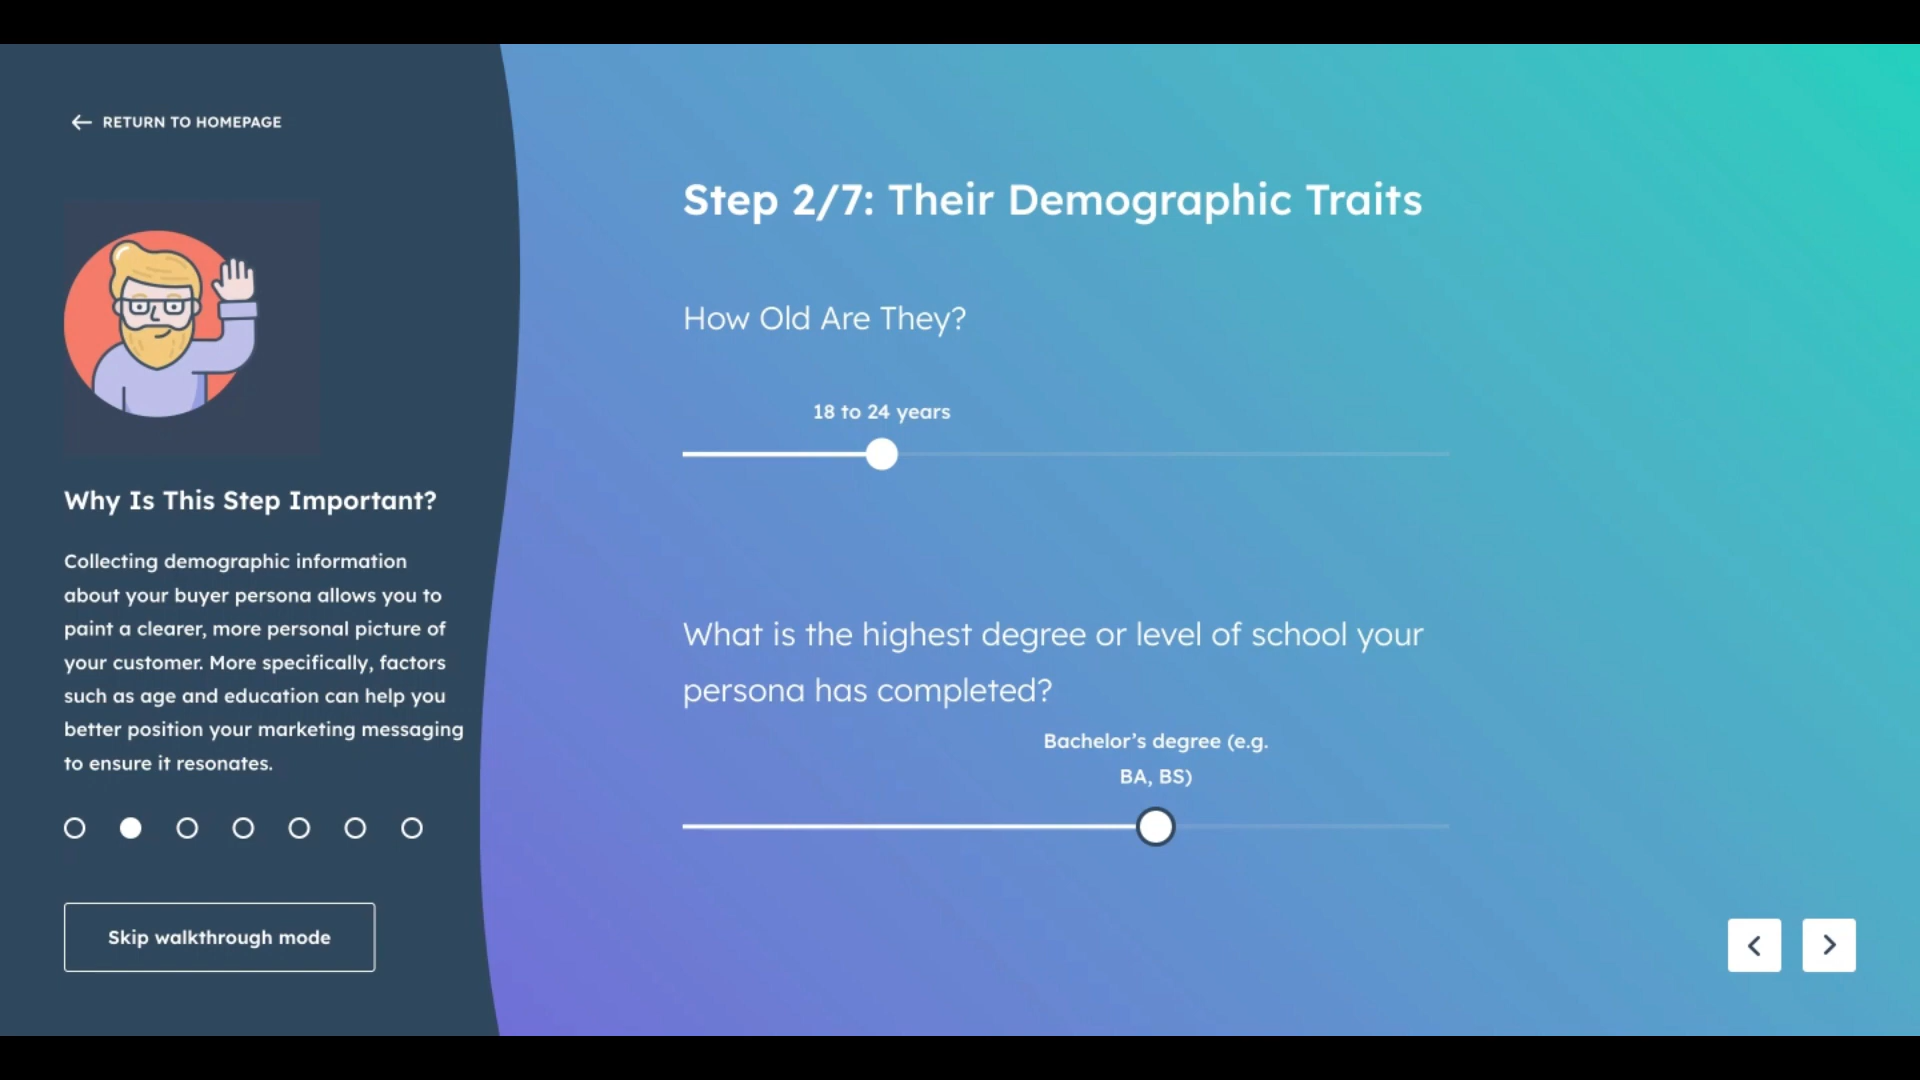 RETURN TO HOMEPAGE
Why Is This Step Important?
Collecting demographic information
about your buyer persona allows you to
paint a clearer, more personal picture of
your customer. More specifically, factors
such as age and education can help you
better position your marketing messaging
to ensure it resonates.
Skip walkthrough mode
Step 2/7: Their Demographic Traits
How Old Are They?
18 to 24 years
What is the highest degree or level of school your
persona has completed?
Bachelor’s degree (e.g.
BA, BS)